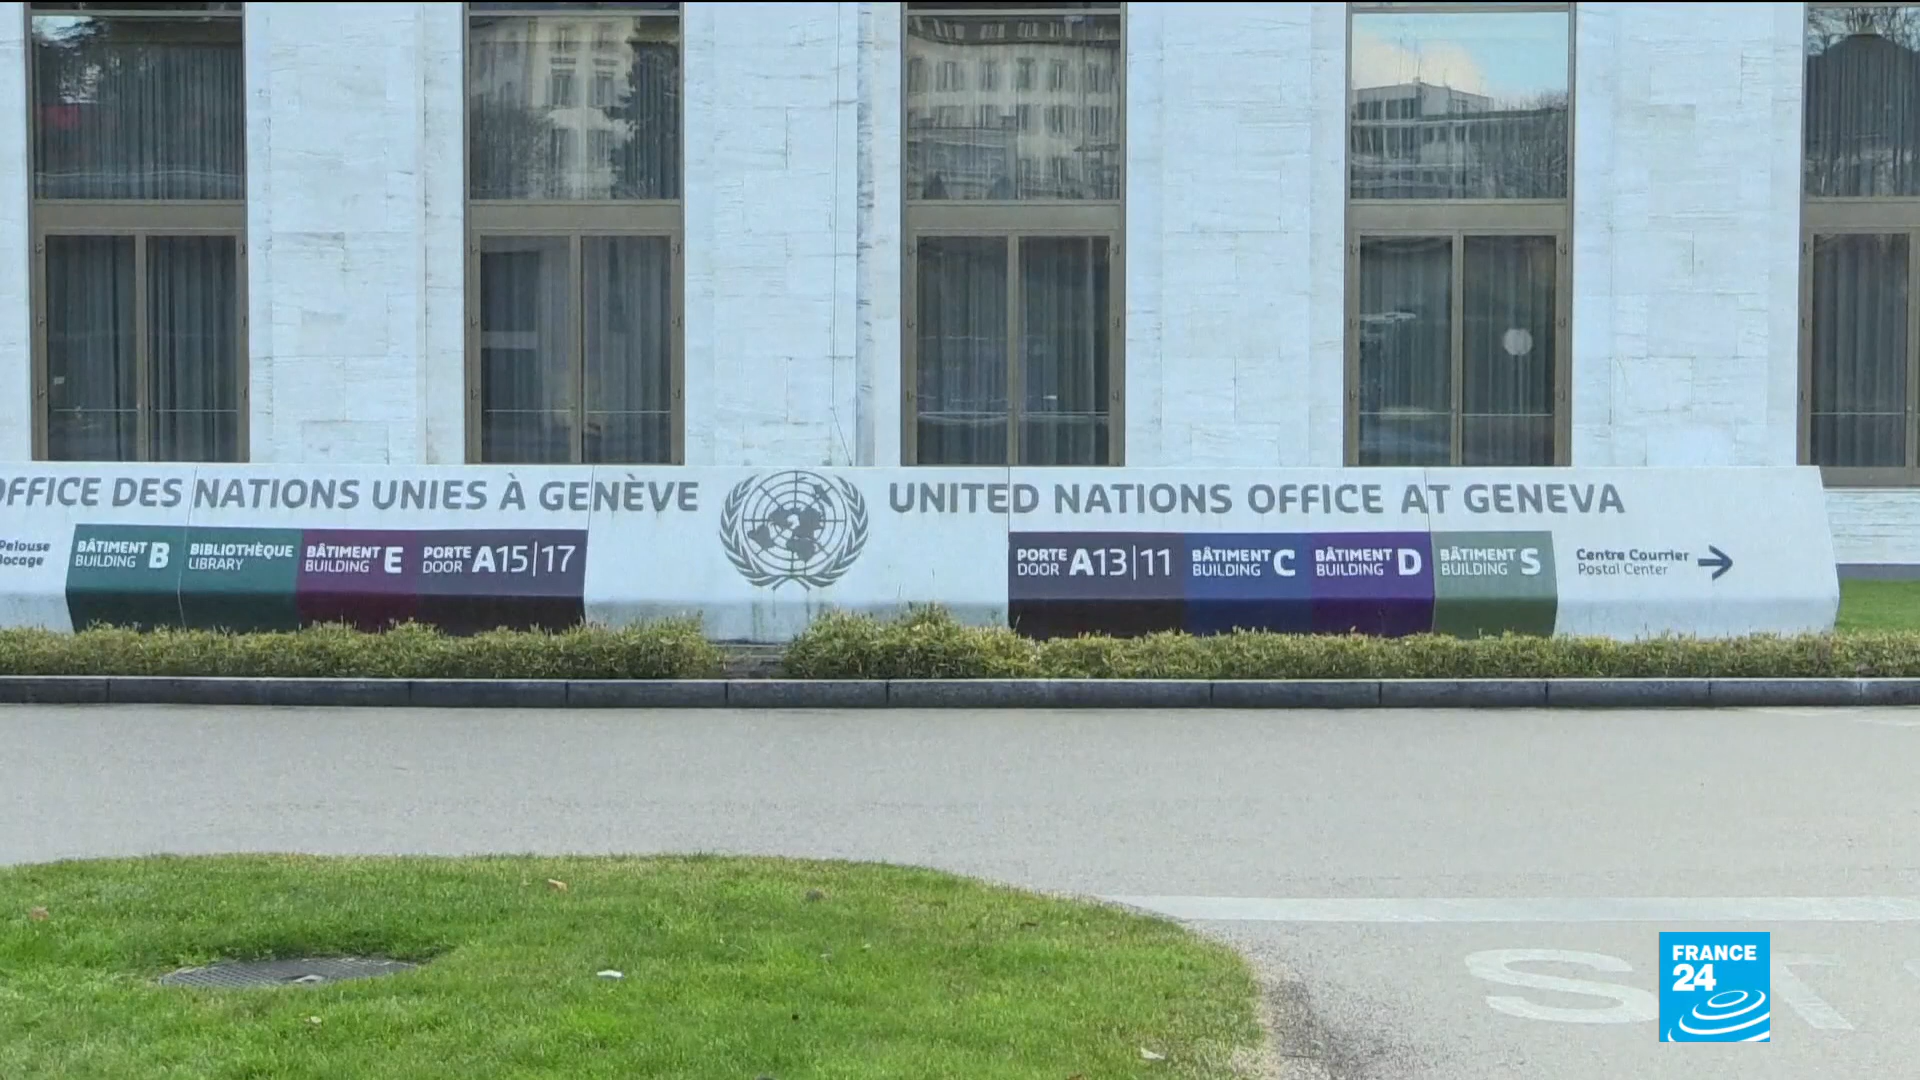 OFFICE DES NATIONS UNIES À GENÈVE
UNITED NATIONS OFFICE AT GENEVA
Pelouse
Bocage
BÂTIMENT B
BUILDING
BIBLIOTHÈQUE
LIBRARY
BÂTIMENT E
BUILDING
PORTE A15|17
DOOR
PORTE A13|11
DOOR
BÂTIMENT C
BUILDING
BÂTIMENT D
BUILDING
BÂTIMENT S
BUILDING
Centre Courrier
Postal Center
FRANCE
24